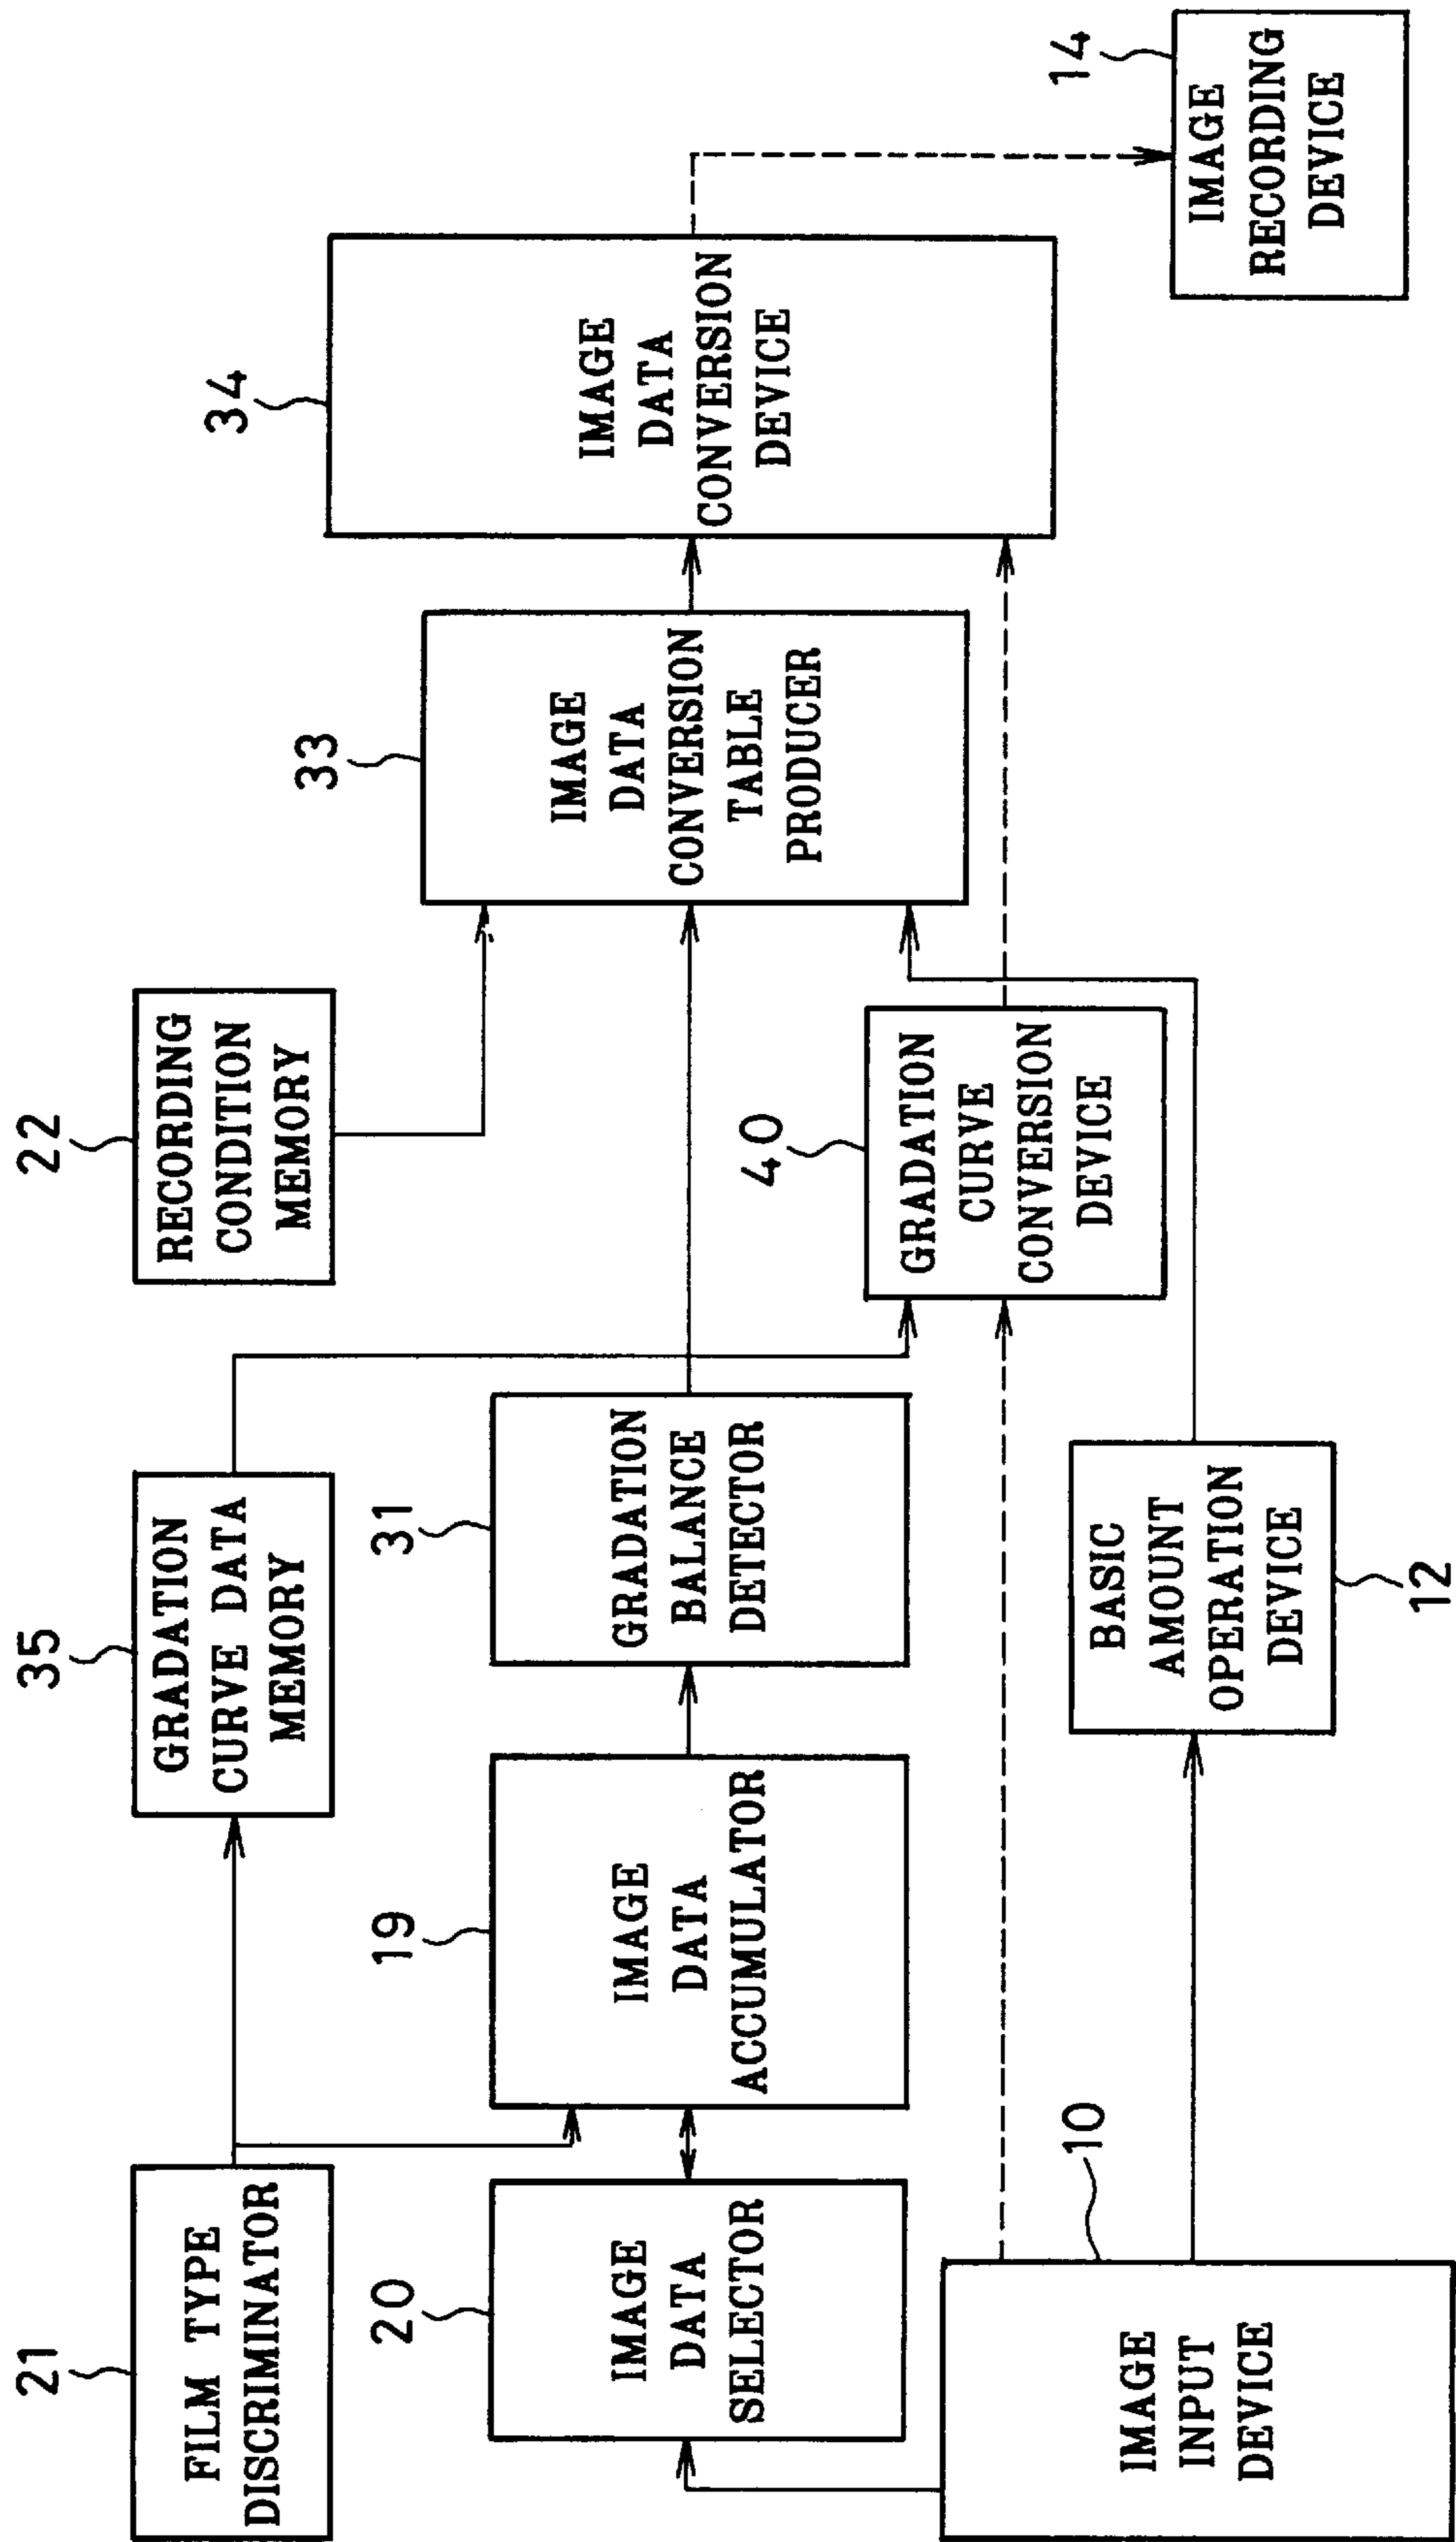 21
FILM TYPE
DISCRIMINATOR
35
GRADATION
CURVE DATA
MEMORY
22
RECORDING
CONDITION
MEMORY
20
IMAGE
DATA
SELECTOR
19
IMAGE
DATA
ACCUMULATOR
31
GRADATION
BALANCE
DETECTOR
33
IMAGE
DATA
CONVERSION
TABLE
PRODUCER
34
IMAGE
DATA
CONVERSION
DEVICE
40
GRADATION
CURVE
CONVERSION
DEVICE
10
IMAGE
INPUT
DEVICE
BASIC
AMOUNT
OPERATION
DEVICE
12
14
IMAGE
RECORDING
DEVICE